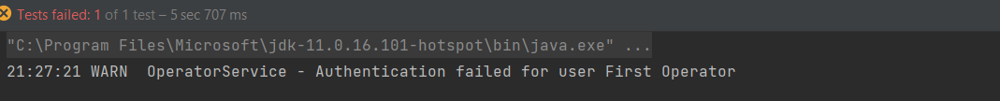 Tests failed: 1 of 1 test – 5 sec 707 ms
"C:\Program Files\Microsoft\jdk-11.0.16.101-hotspot\bin\java.exe" ...
21:27:21 WARN  OperatorService - Authentication failed for user First Operator